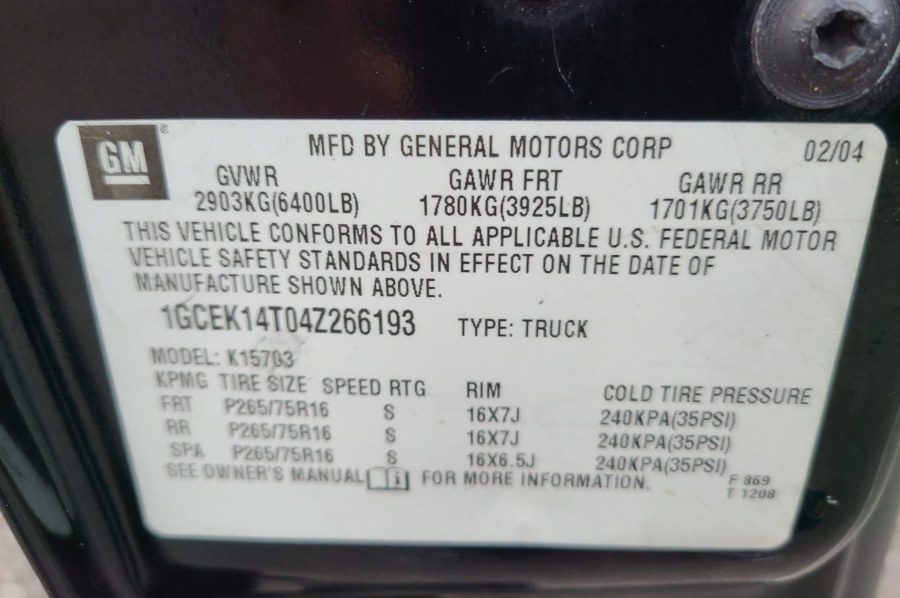 GM
MFD BY GENERAL MOTORS CORP 02/04
GVWR GAWR FRT GAWR RR
2903KG(6400LB) 1780KG(3925LB) 1701KG(3750LB)
THIS VEHICLE CONFORMS TO ALL APPLICABLE U.S. FEDERAL MOTOR
VEHICLE SAFETY STANDARDS IN EFFECT ON THE DATE OF
MANUFACTURE SHOWN ABOVE.
1GCEK14T04Z266193 TYPE: TRUCK
MODEL: K15703
KPMG TIRE SIZE SPEED RTG RIM COLD TIRE PRESSURE
FRT P265/75R16 S 16X7J 240KPA(35PSI)
RR P265/75R16 S 16X7J 240KPA(35PSI)
SPA P265/75R16 S 16X6.5J 240KPA(35PSI)
SEE OWNER'S MANUAL FOR MORE INFORMATION.
F 869
T 1208